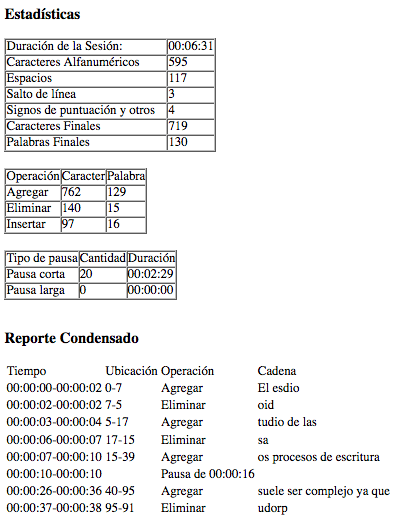 Estadísticas
Duración de la Sesión: 00:06:31
Caracteres Alfanuméricos 595
Espacios 117
Salto de línea 3
Signos de puntuación y otros 4
Caracteres Finales 719
Palabras Finales 130
Operación Caracter Palabra
Agregar 762 129
Eliminar 140 15
Insertar 97 16
Tipo de pausa Cantidad Duración
Pausa corta 20 00:02:29
Pausa larga 0 00:00:00
Reporte Condensado
Tiempo Ubicación Operación Cadena
00:00:00-00:00:02 0-7 Agregar El esdio
00:00:02-00:00:02 7-5 Eliminar oid
00:00:03-00:00:04 5-17 Agregar tudio de las
00:00:06-00:00:07 17-15 Eliminar sa
00:00:07-00:00:10 15-39 Agregar os procesos de escritura
00:00:10-00:00:10 Pausa de 00:00:16
00:00:26-00:00:36 40-95 Agregar suele ser complejo ya que
00:00:37-00:00:38 95-91 Eliminar udorp